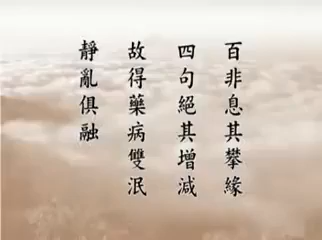 百非息其攀緣
四句絕其增減
故得藥病雙泯
靜亂俱融